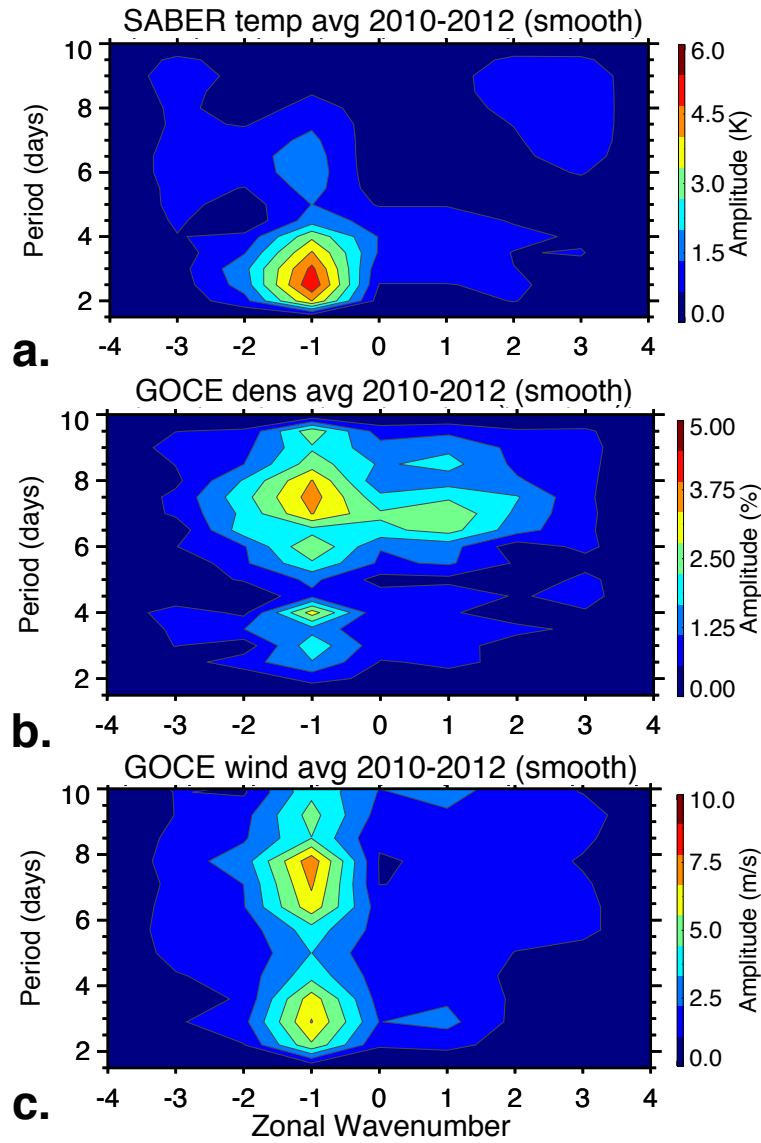 SABER temp avg 2010-2012 (smooth)
10
8
6
4
2
Period (days)
-4 -3 -2 -1 0 1 2 3 4
6.0
4.5
3.0
1.5
0.0
Amplitude (K)
a.
GOCE dens avg 2010-2012 (smooth)
10
8
6
4
2
Period (days)
-4 -3 -2 -1 0 1 2 3 4
5.00
3.75
2.50
1.25
0.00
Amplitude (%)
b.
GOCE wind avg 2010-2012 (smooth)
10
8
6
4
2
Period (days)
-4 -3 -2 -1 0 1 2 3 4
10.0
7.5
5.0
2.5
0.0
Amplitude (m/s)
c.
Zonal Wavenumber